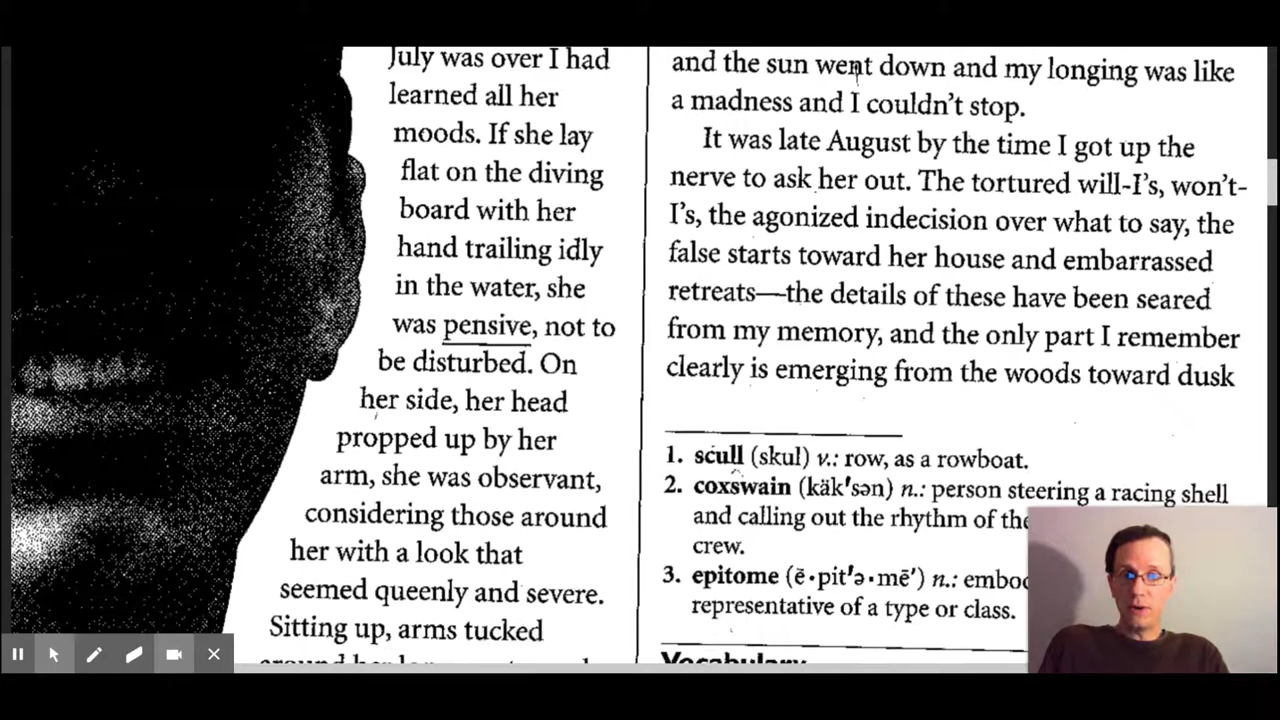 July was over I had
learned all her
moods. If she lay
flat on the diving
board with her
hand trailing idly
in the water, she
was pensive, not to
be disturbed. On
her side, her head
propped up by her
arm, she was observant,
considering those around
her with a look that
seemed queenly and severe.
Sitting up, arms tucked
and the sun went down and my longing was like
a madness and I couldn't stop.
It was late August by the time I got up the
nerve to ask her out. The tortured will-I's, won't-
I's, the agonized indecision over what to say, the
false starts toward her house and embarrassed
retreats—the details of these have been seared
from my memory, and the only part I remember
clearly is emerging from the woods toward dusk
1. scull (skul) v.: row, as a rowboat.
2. coxswain (käk′sən) n.: person steering a racing shell
and calling out the rhythm of the
crew.
3. epitome (ē•pit′ə•mē′) n.:
representative of a type or class.
Vocabulary